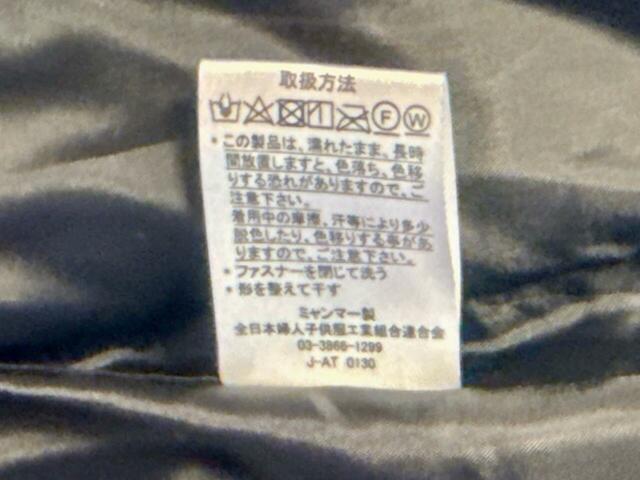 取扱方法
F W
・この製品は、濡れたまま、長時
間放置しますと、色落ち、色移
りする恐れがありますので、ご
注意下さい。
着用中の摩擦、汗等により多少
脱色したり、色移りする事があ
りますので、ご注意下さい。
・ファスナーを閉じて洗う
・形を整えて干す
ミャンマー製
全日本婦人子供服工業組合連合会
03-3866-1299
J-AT 0130